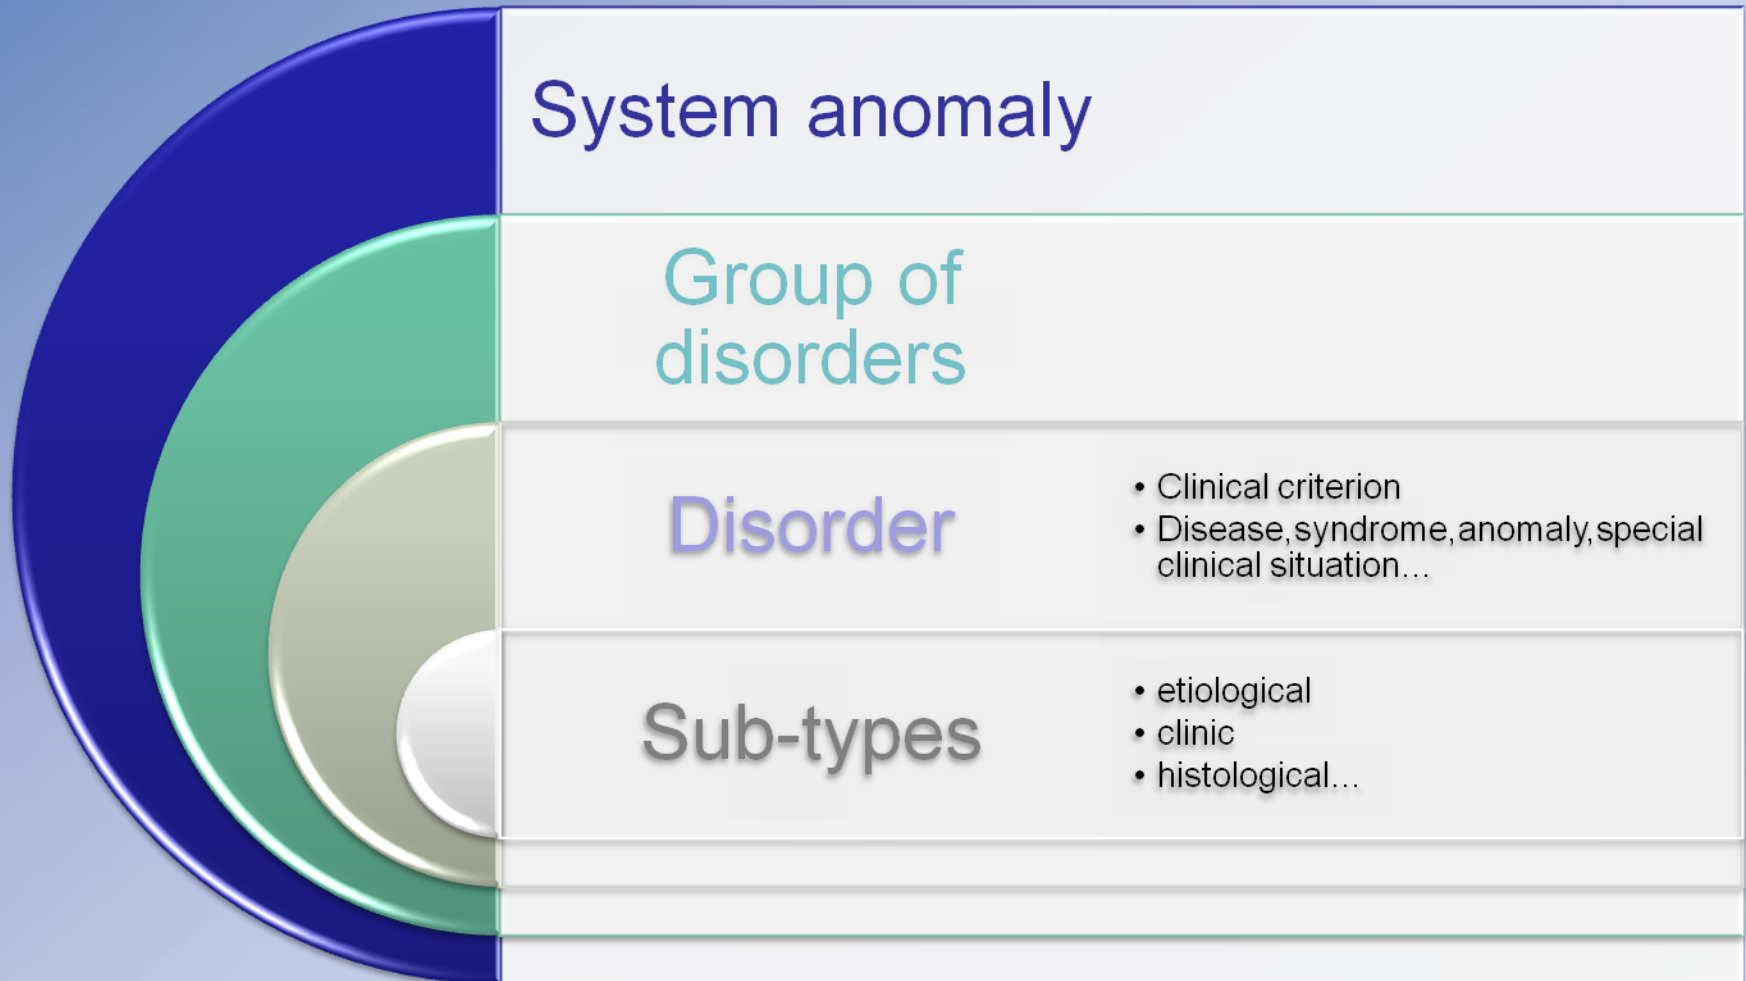 System anomaly
Group of
disorders
Disorder
• Clinical criterion
• Disease,syndrome,anomaly,special
clinical situation…
Sub-types
• etiological
• clinic
• histological…